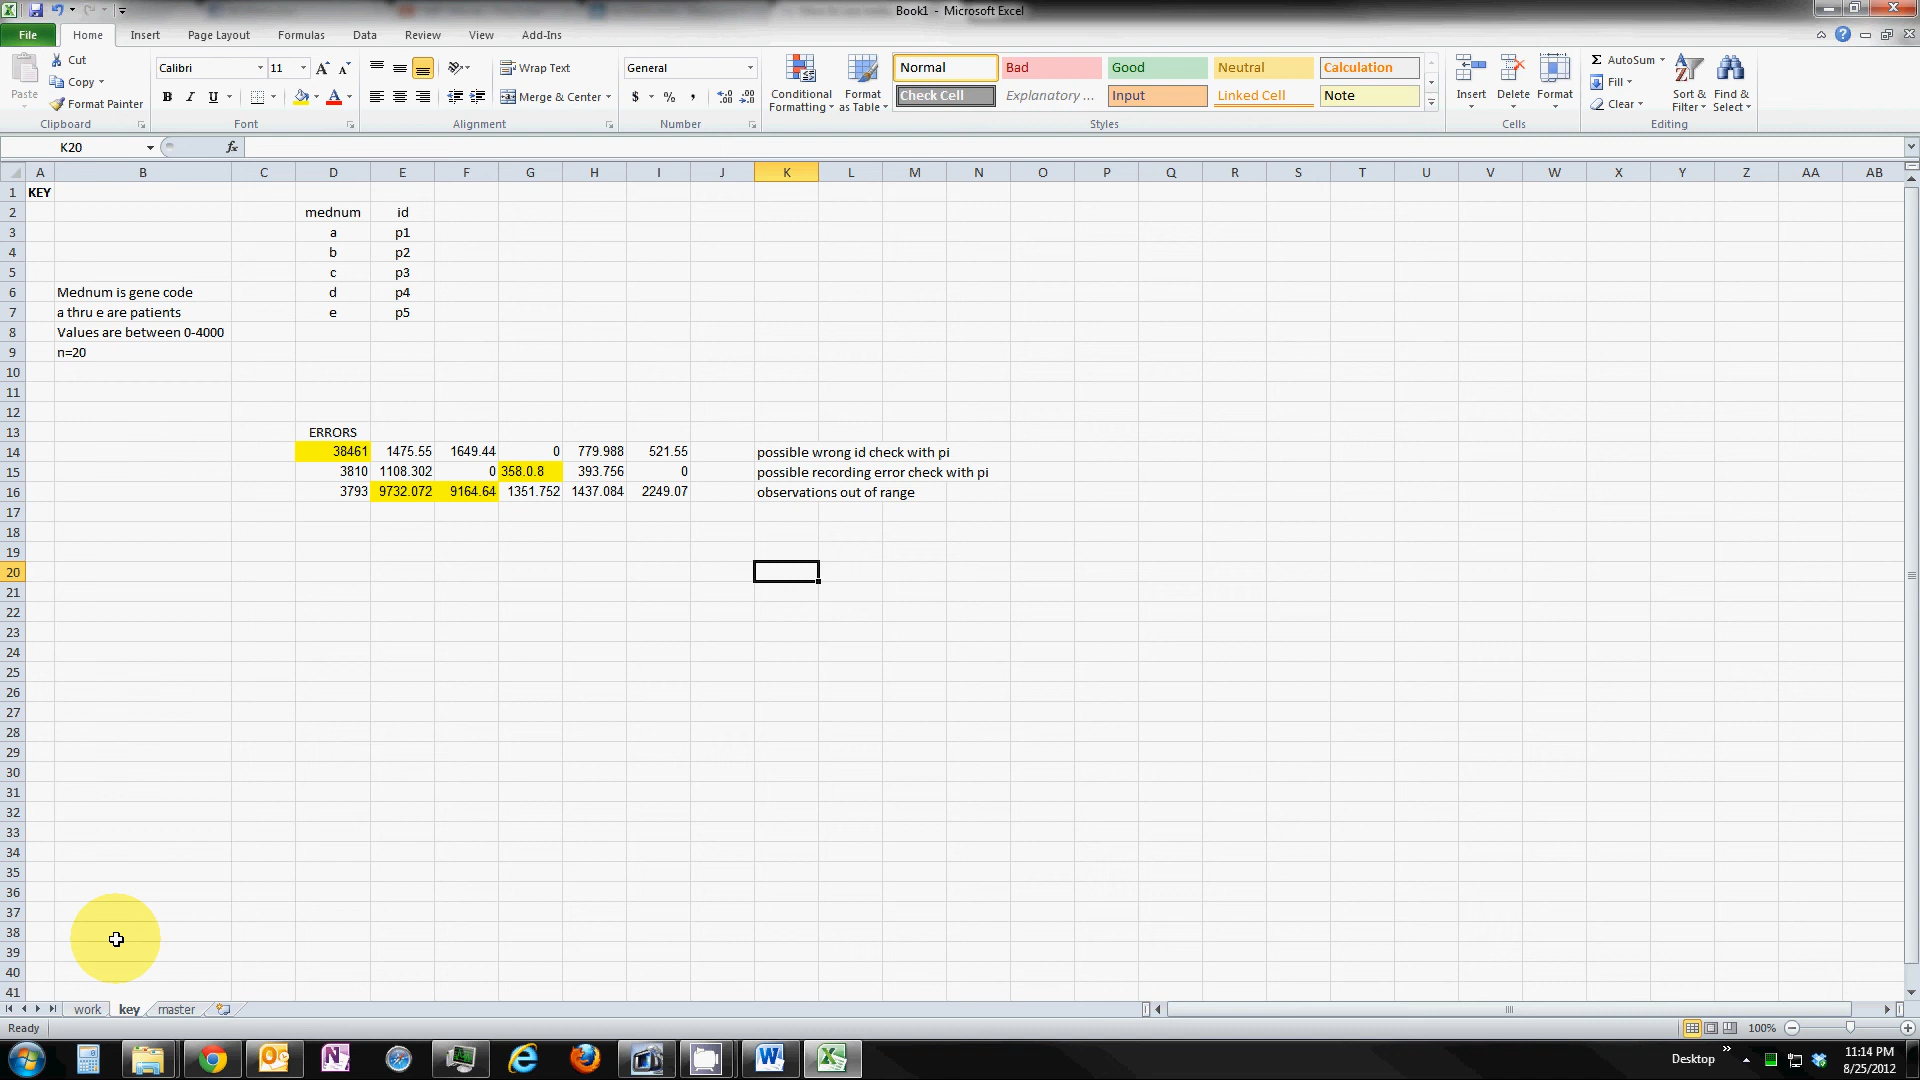 Book1 - Microsoft Excel
File Home Insert Page Layout Formulas Data Review View Add-Ins
Paste
Cut
Copy
Format Painter
Clipboard
Calibri 11
B I U
Font
Wrap Text
Merge & Center
Alignment
General
$ % ,
Number
Conditional Formatting
Format as Table
Normal Bad Good Neutral Calculation
Check Cell Explanatory ... Input Linked Cell Note
Styles
Insert Delete Format
Cells
AutoSum
Fill
Clear
Sort & Filter
Find & Select
Editing
K20 fx
A B C D E F G H I J K L M N O P Q R S T U V W X Y Z AA AB
1 KEY
2 mednum id
3 a p1
4 b p2
5 c p3
6 Mednum is gene code d p4
7 a thru e are patients e p5
8 Values are between 0-4000
9 n=20
10
11
12
13 ERRORS
14 38461 1475.55 1649.44 0 779.988 521.55 possible wrong id check with pi
15 3810 1108.302 0 358.0.8 393.756 0 possible recording error check with pi
16 3793 9732.072 9164.64 1351.752 1437.084 2249.07 observations out of range
17
18
19
20
21
22
23
24
25
26
27
28
29
30
31
32
33
34
35
36
37
38
39
40
41
work key master
Ready 100%
Desktop 11:14 PM
8/25/2012